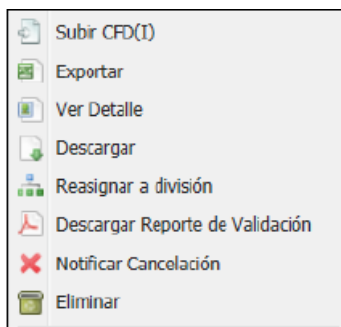 Subir CFD(I)
Exportar
Ver Detalle
Descargar
Reasignar a división
Descargar Reporte de Validación
Notificar Cancelación
Eliminar